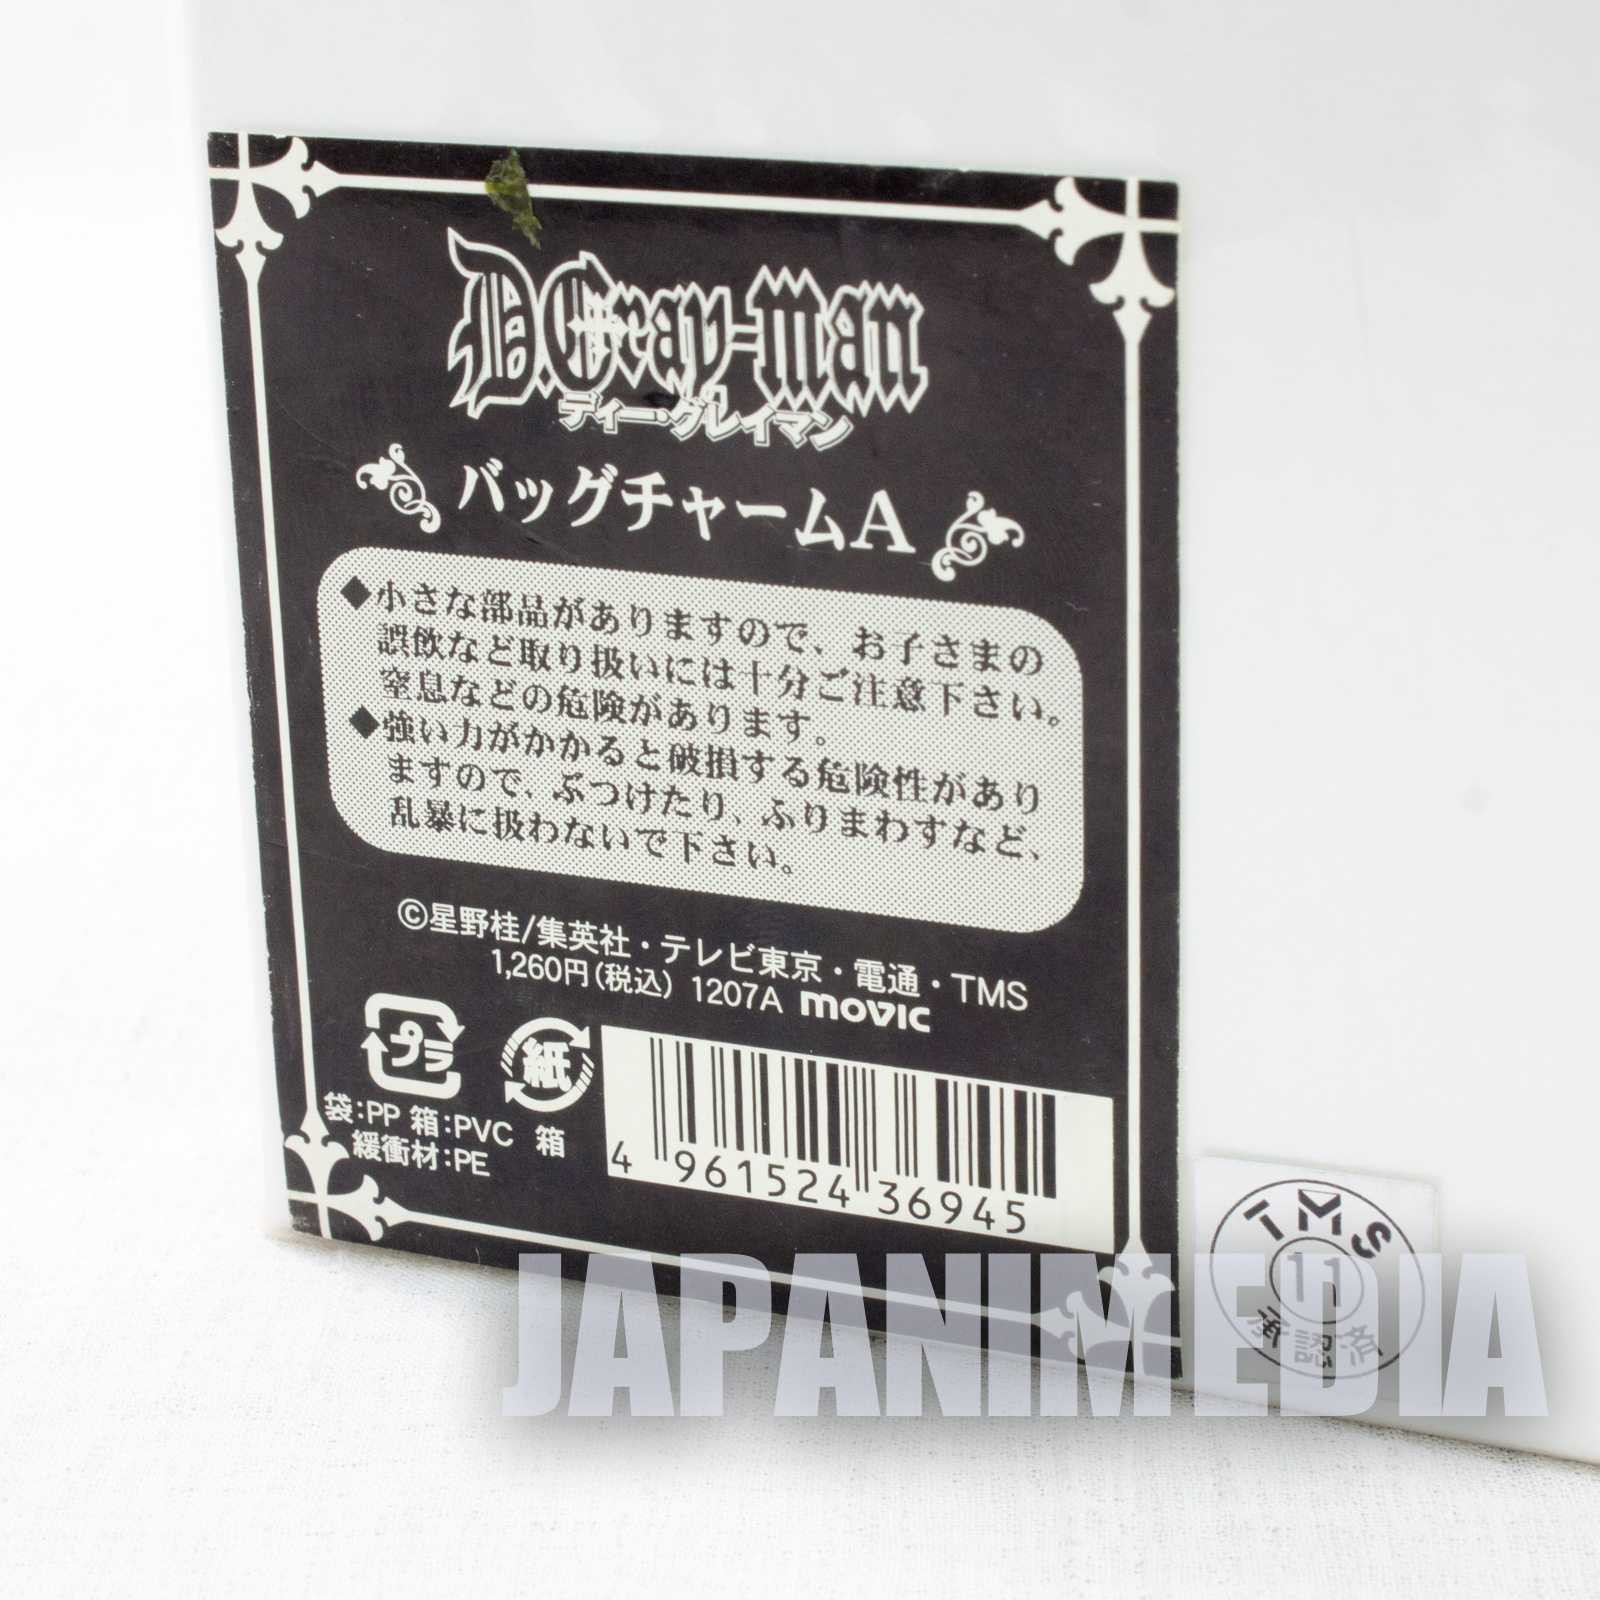 D.Gray-man
ディー・グレイマン
バッグチャームA
◆小さな部品がありますので、お子さまの
誤飲など取り扱いには十分ご注意下さい。
窒息などの危険があります。
◆強い力がかかると破損する危険性があり
ますので、ぶつけたり、ふりまわすなど、
乱暴に扱わないで下さい。
©星野桂/集英社・テレビ東京・電通・TMS
1,260円(税込) 1207A movic
プラ
紙
袋:PP 箱:PVC 箱
緩衝材:PE
4 961524 369454
TMS
11
承認済
JAPANIMEDIA